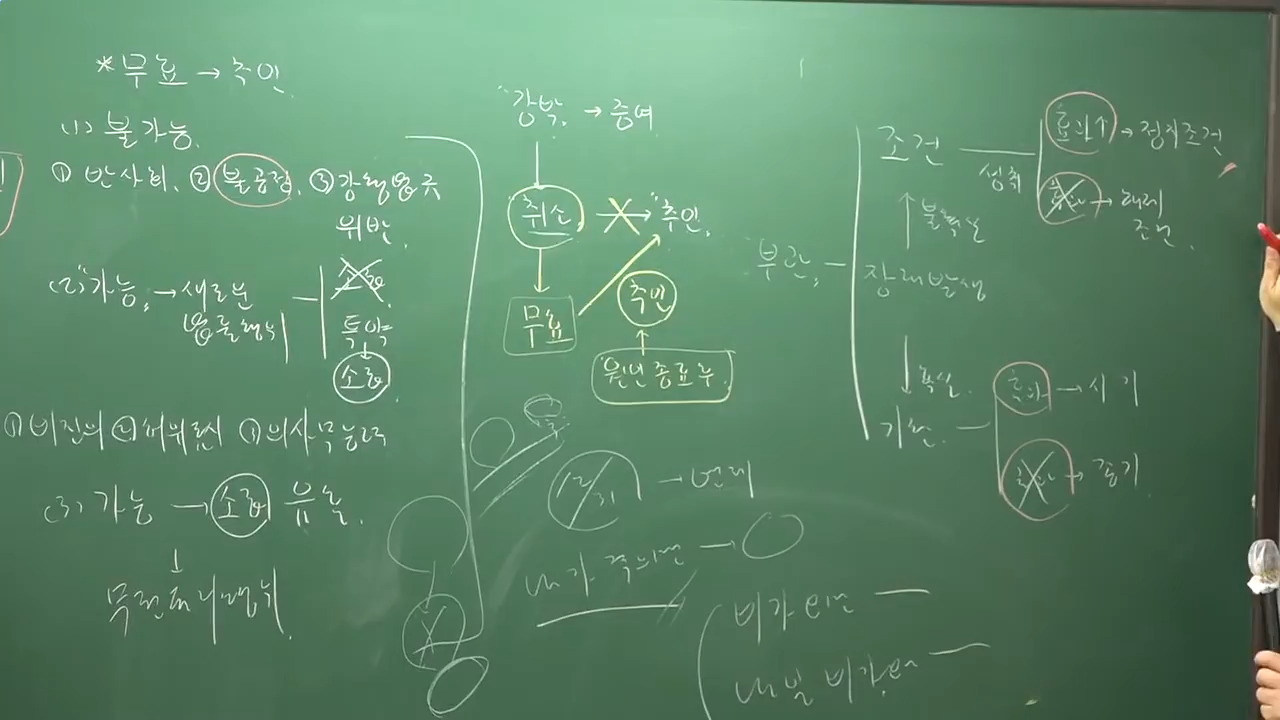 *무효 → 추인
(1) 불가능.
① 반사회, ② 불공정, ③ 강행법규
위반.
(2) 가능. → 새로운
법률행위
소급
특약
소급
① 비진의 ② 허위표시 ③ 의사무능력
(3) 가능 → 소급 유효.
↓
무권대리행위.
강박. → 증여
취소 → "추인.
무효
추인
원인 종료 후.
12/31 → 면제
내가 죽으면 →
비가 오면 —
내일 비가 오면 —
부관.
조건 — 성취
효력↑ → 정지조건
→ 해제
조건.
↑ 불확실
장래발생
↓ 확실.
기한.
→ 시기
→ 종기